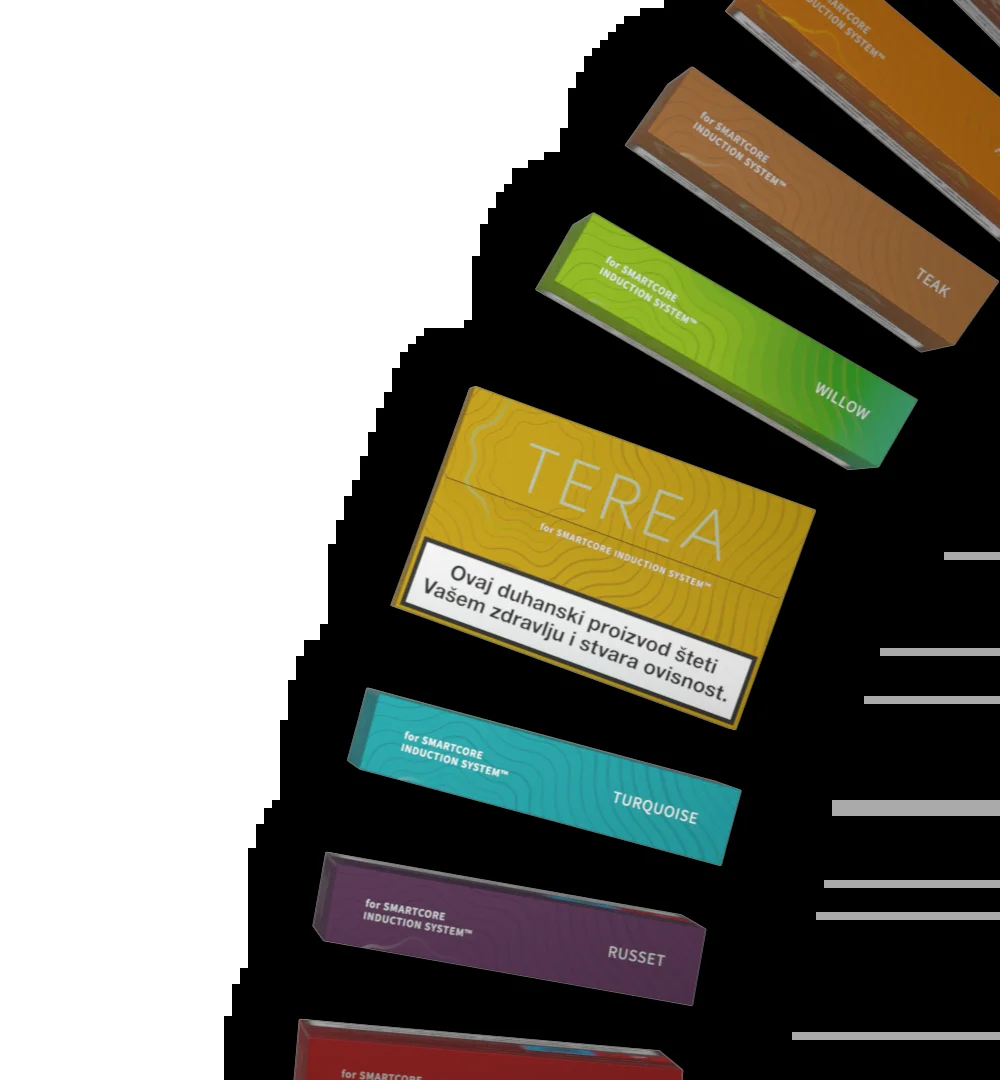 SMARTCORE
INDUCTION SYSTEM™
for SMARTCORE
INDUCTION SYSTEM™
TEAK
for SMARTCORE
INDUCTION SYSTEM™
WILLOW
TEREA
for SMARTCORE INDUCTION SYSTEM™
Ovaj duhanski proizvod šteti
Vašem zdravlju i stvara ovisnost.
for SMARTCORE
INDUCTION SYSTEM™
TURQUOISE
for SMARTCORE
INDUCTION SYSTEM™
RUSSET
for SMARTCORE